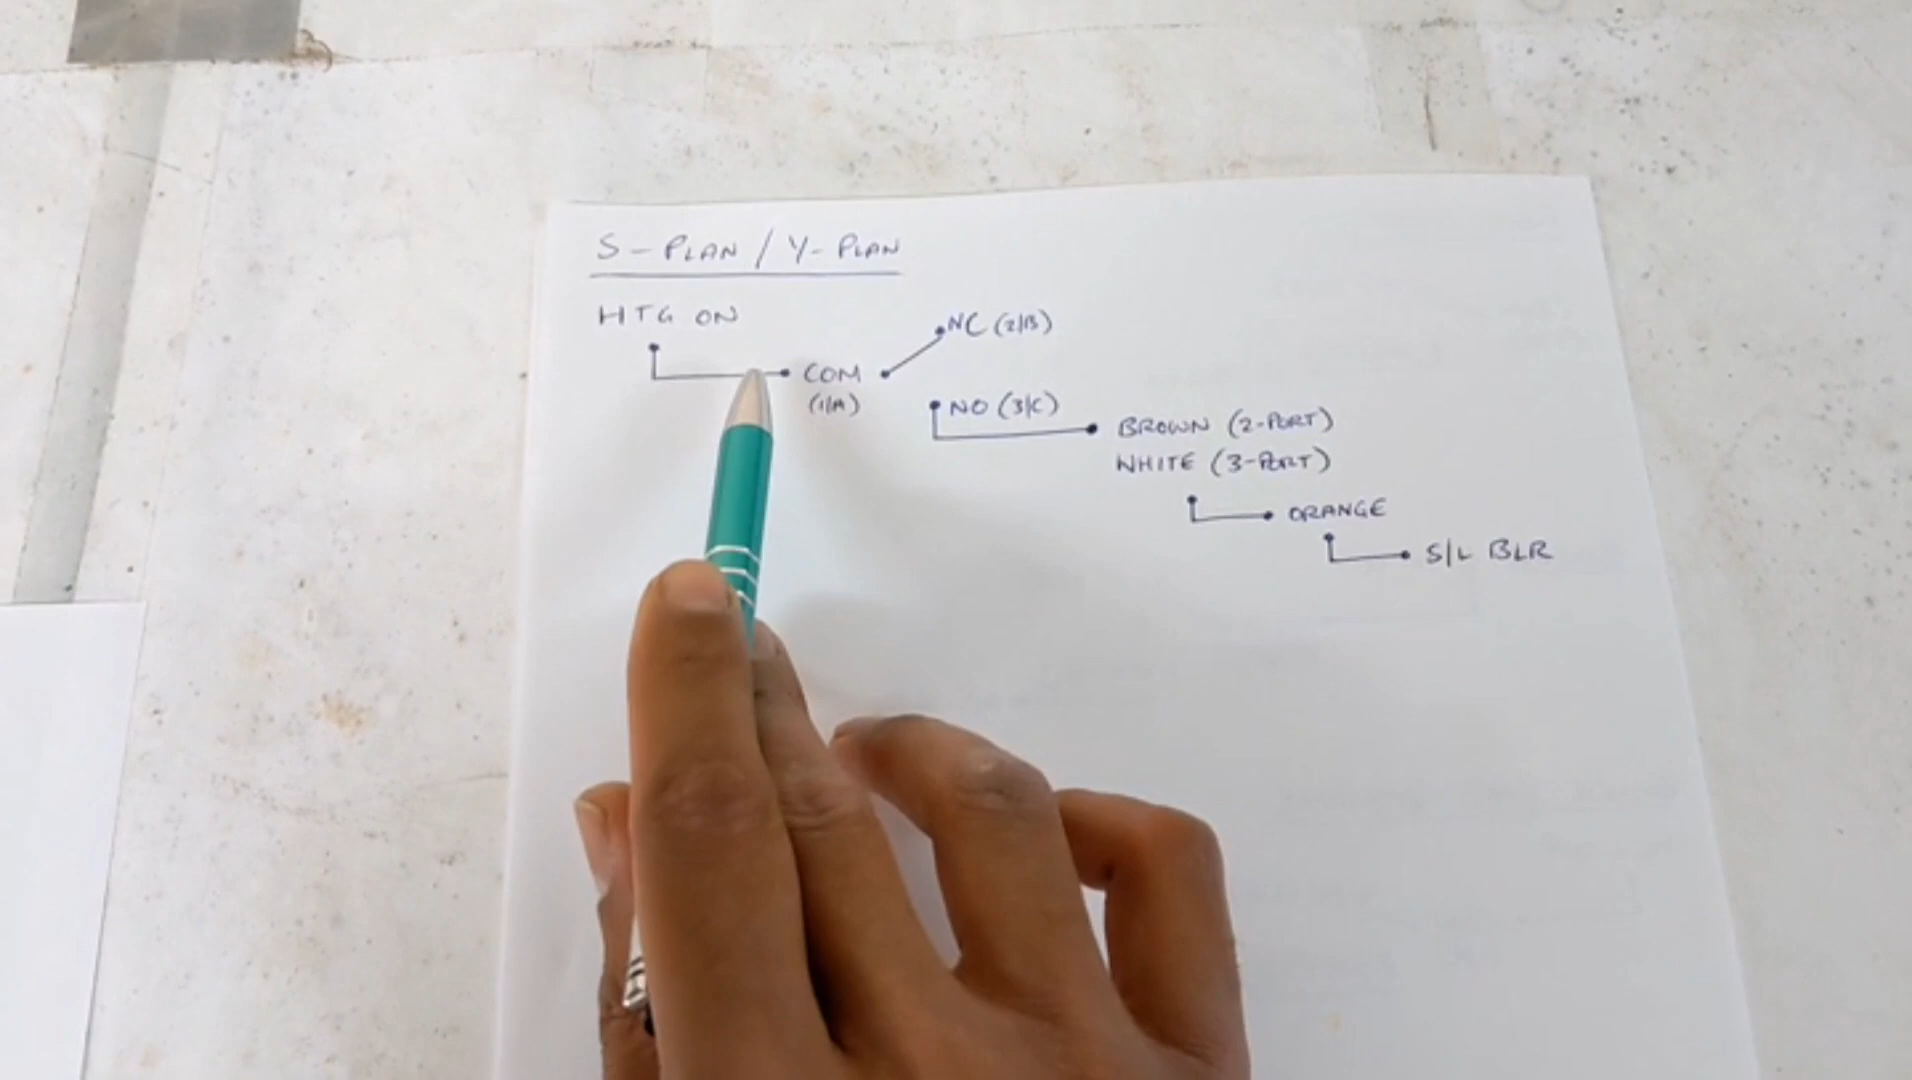 S - PLAN / Y - PLAN
HTG ON
NC (2/B)
COM
(1/A)
NO (3/C)
BROWN (2-PORT)
WHITE (3-PORT)
ORANGE
S/L BLR